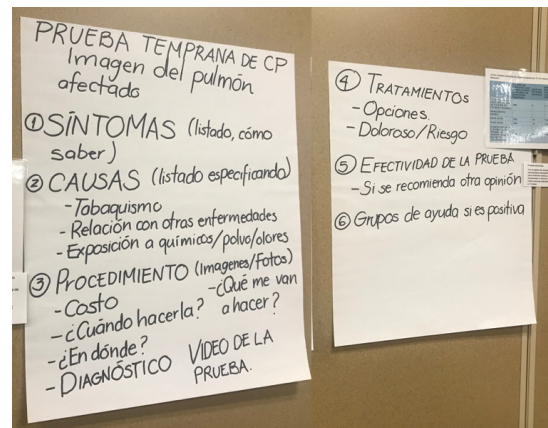 PRUEBA TEMPRANA DE CP
Imagen del pulmón
afectado
① SÍNTOMAS (listado, cómo
saber)
② CAUSAS (listado especificando)
- Tabaquismo
- Relación con otras enfermedades
- Exposición a químicos/polvo/olores
③ PROCEDIMIENTO (Imagenes/Fotos)
- Costo
- ¿Qué me van
a hacer?
- ¿Cuándo hacerla?
- ¿En dónde?
- DIAGNÓSTICO
VIDEO DE LA
PRUEBA.
④ TRATAMIENTOS
- Opciones.
- Doloroso/Riesgo
⑤ EFECTIVIDAD DE LA PRUEBA
- Si se recomienda otra opinión
⑥ Grupos de ayuda si es positiva